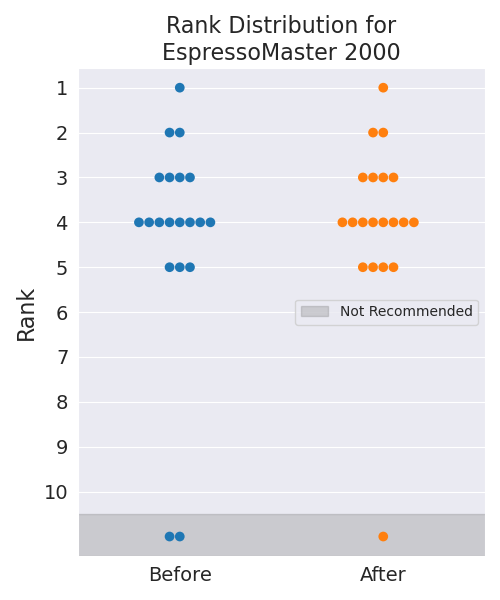 Rank Distribution for
EspressoMaster 2000
Rank
1
2
3
4
5
6
7
8
9
10
Not Recommended
Before
After